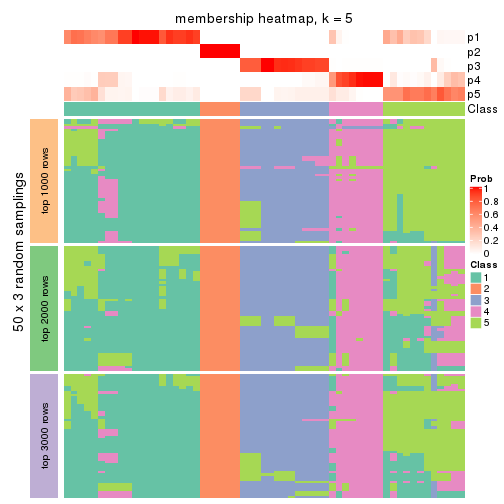 membership heatmap, k = 5
p1
p2
p3
p4
p5
Class
50 x 3 random samplings
top 1000 rows
top 2000 rows
top 3000 rows
Prob
1
0.8
0.6
0.4
0.2
0
Class
1
2
3
4
5